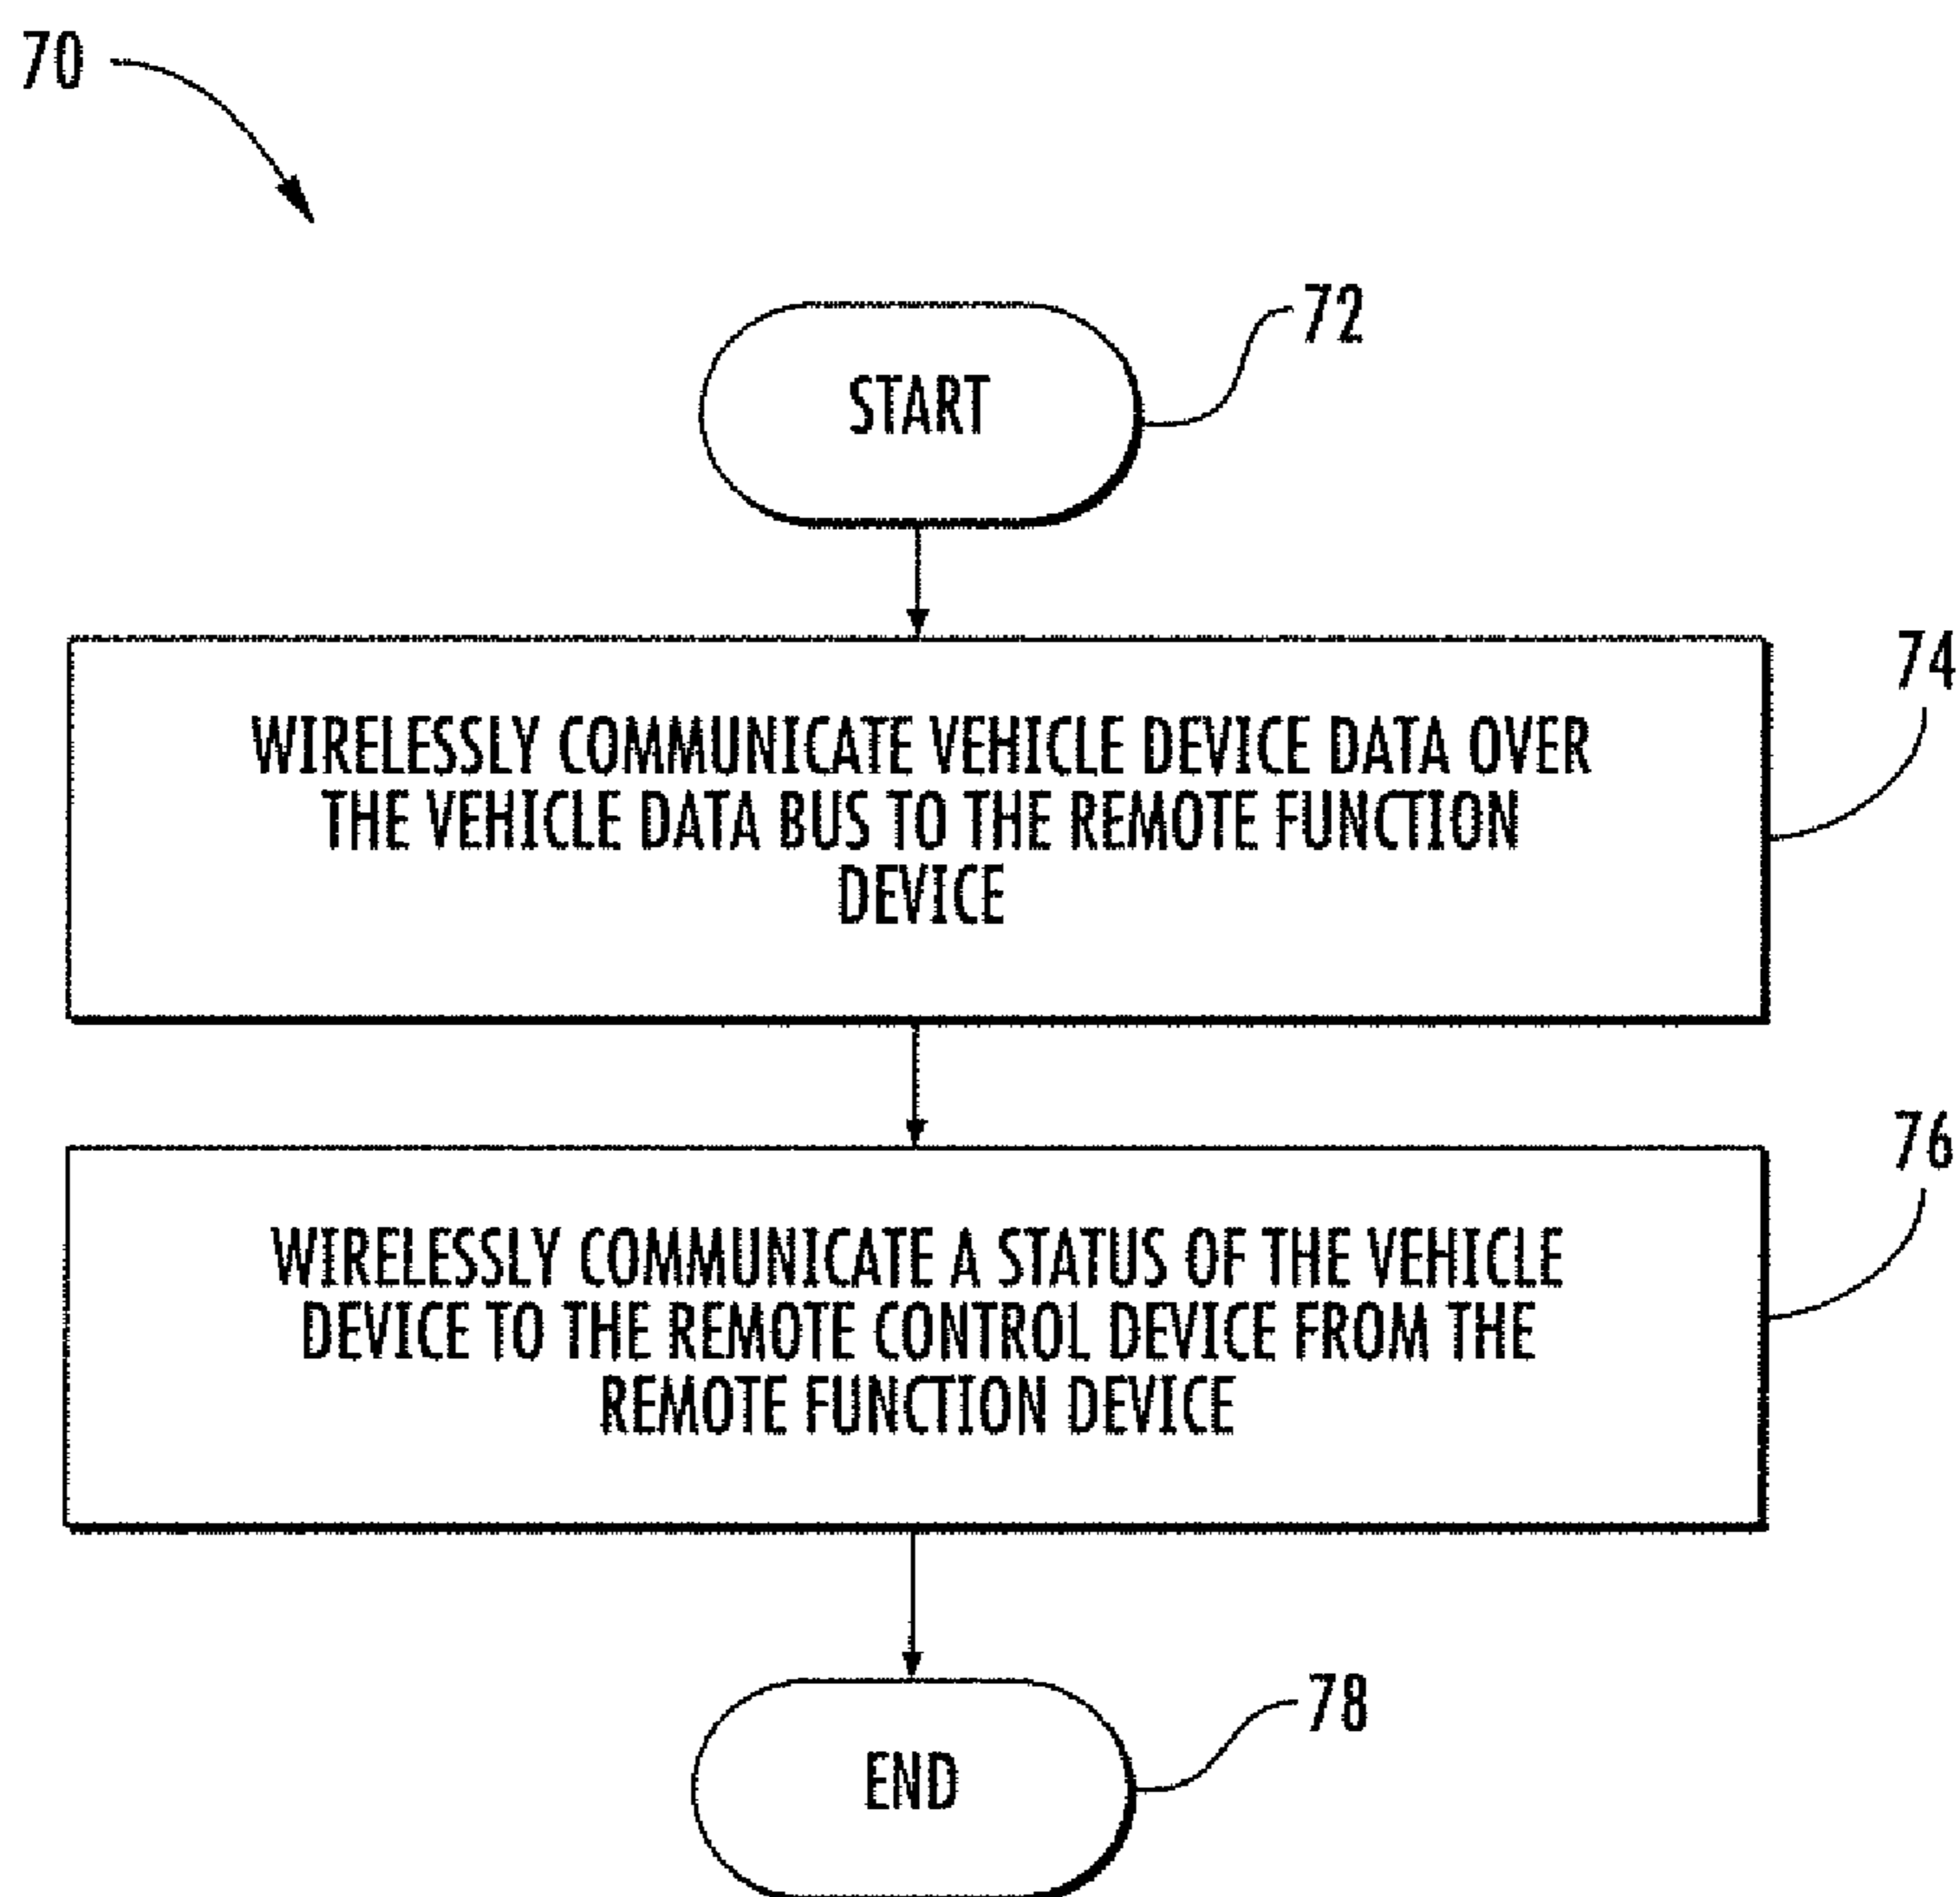 70
72
START
74
WIRELESSLY COMMUNICATE VEHICLE DEVICE DATA OVER
THE VEHICLE DATA BUS TO THE REMOTE FUNCTION
DEVICE
76
WIRELESSLY COMMUNICATE A STATUS OF THE VEHICLE
DEVICE TO THE REMOTE CONTROL DEVICE FROM THE
REMOTE FUNCTION DEVICE
78
END